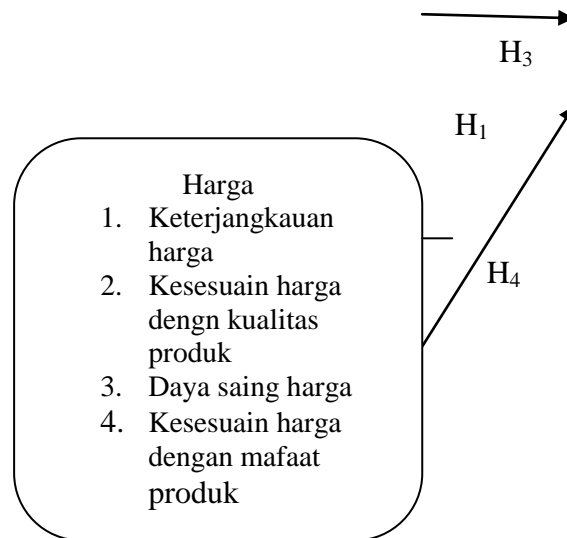 H₃
H₁
Harga
1. Keterjangkauan
harga
2. Kesesuain harga
dengn kualitas
produk
H₄
3. Daya saing harga
4. Kesesuain harga
dengan mafaat
produk